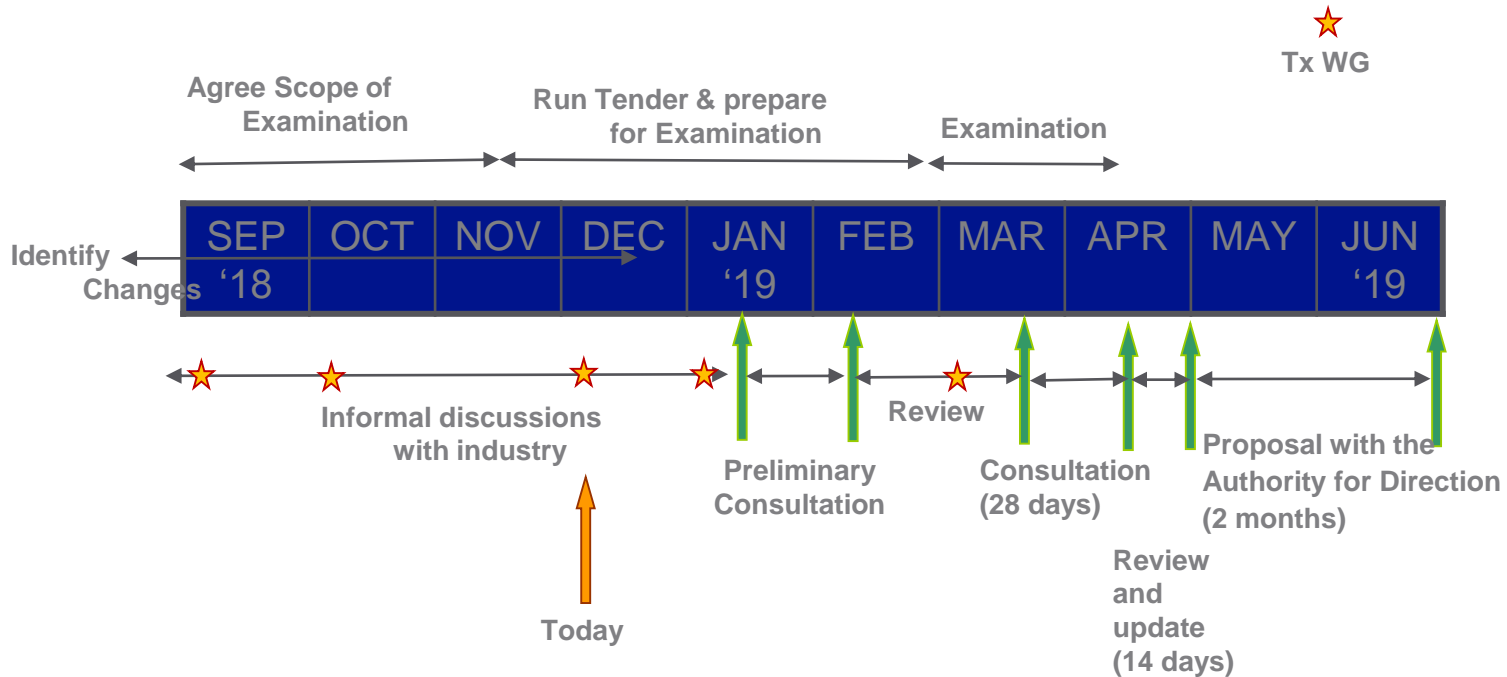 Tx WG
Agree Scope of
Examination
Run Tender & prepare
for Examination
Examination
SEP
‘18
OCT
NOV
DEC
JAN
‘19
FEB
MAR
APR
MAY
JUN
‘19
Identify
Changes
Informal discussions
with industry
Today
Preliminary
Consultation
Review
Consultation
(28 days)
Review
and
update
(14 days)
Proposal with the
Authority for Direction
(2 months)